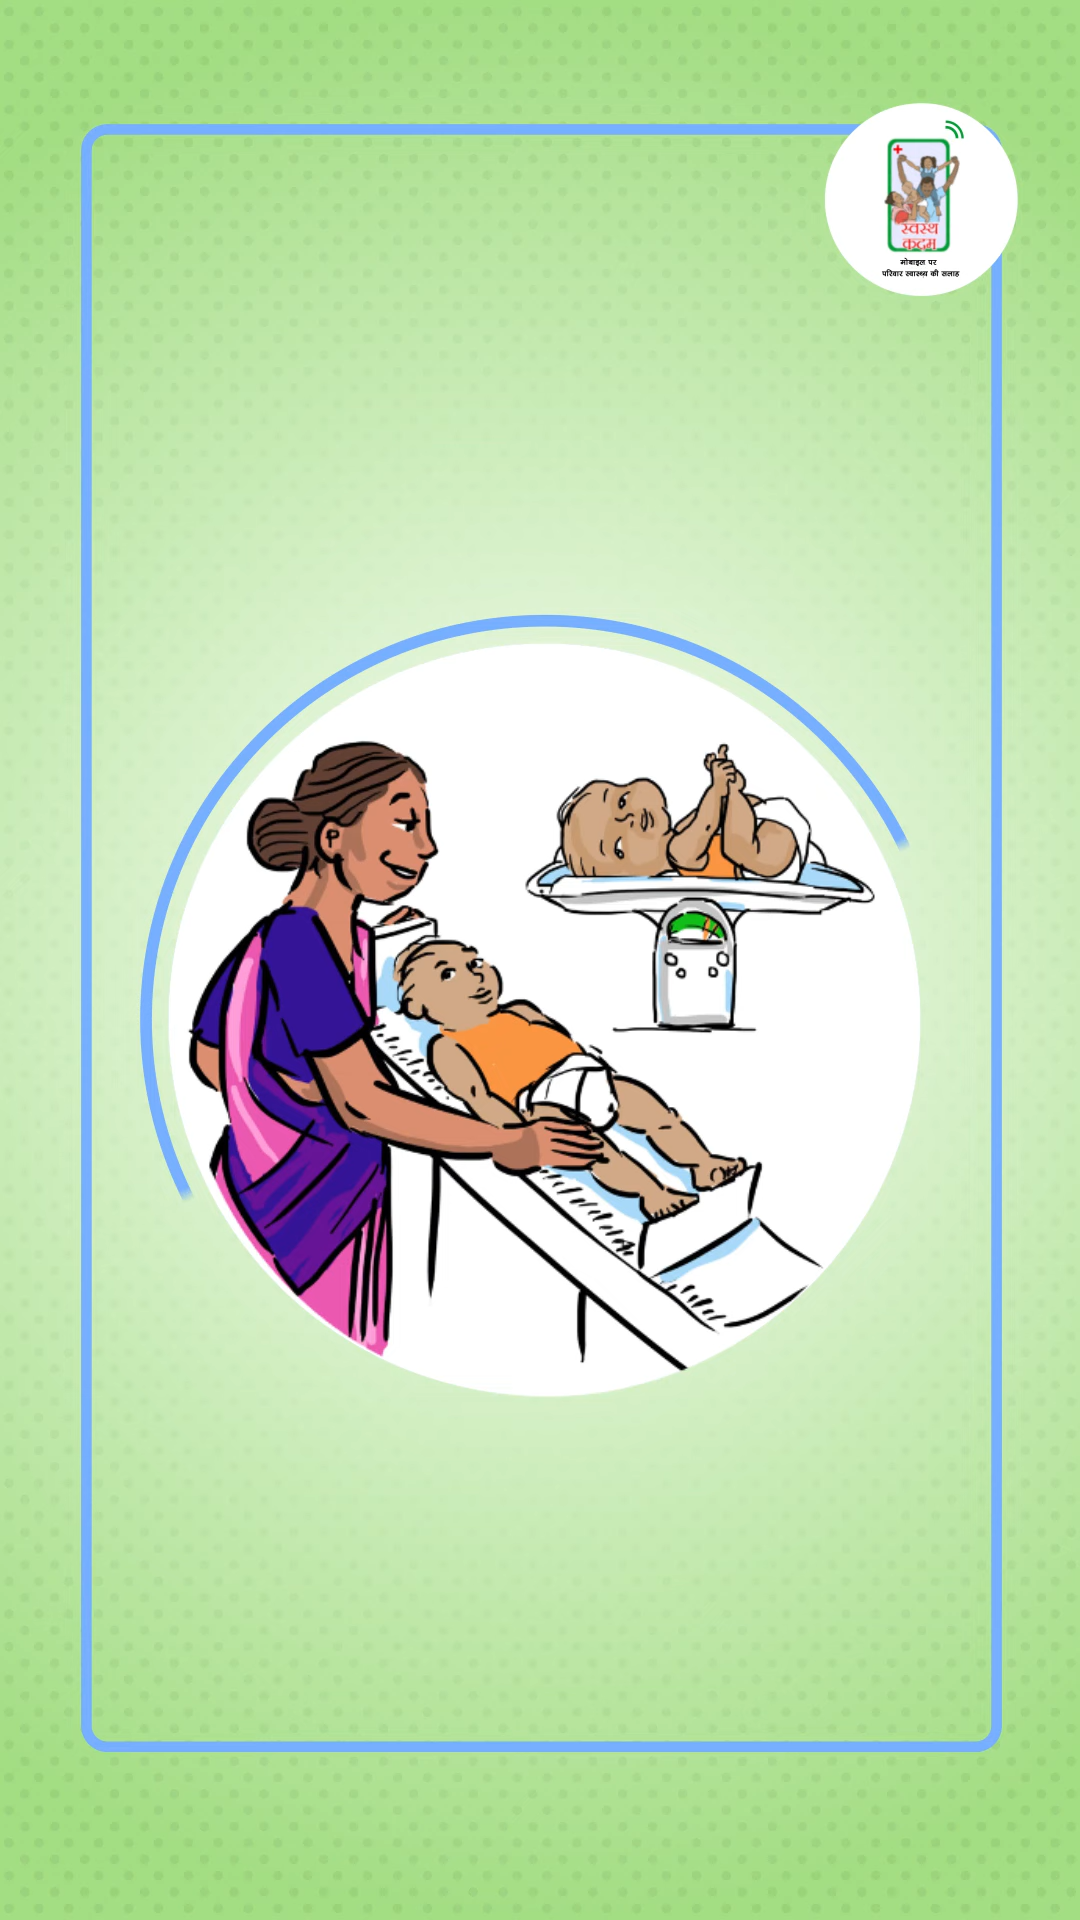 स्वस्थ
कदम
मोबाइल पर
परिवार स्वास्थ्य की सलाह